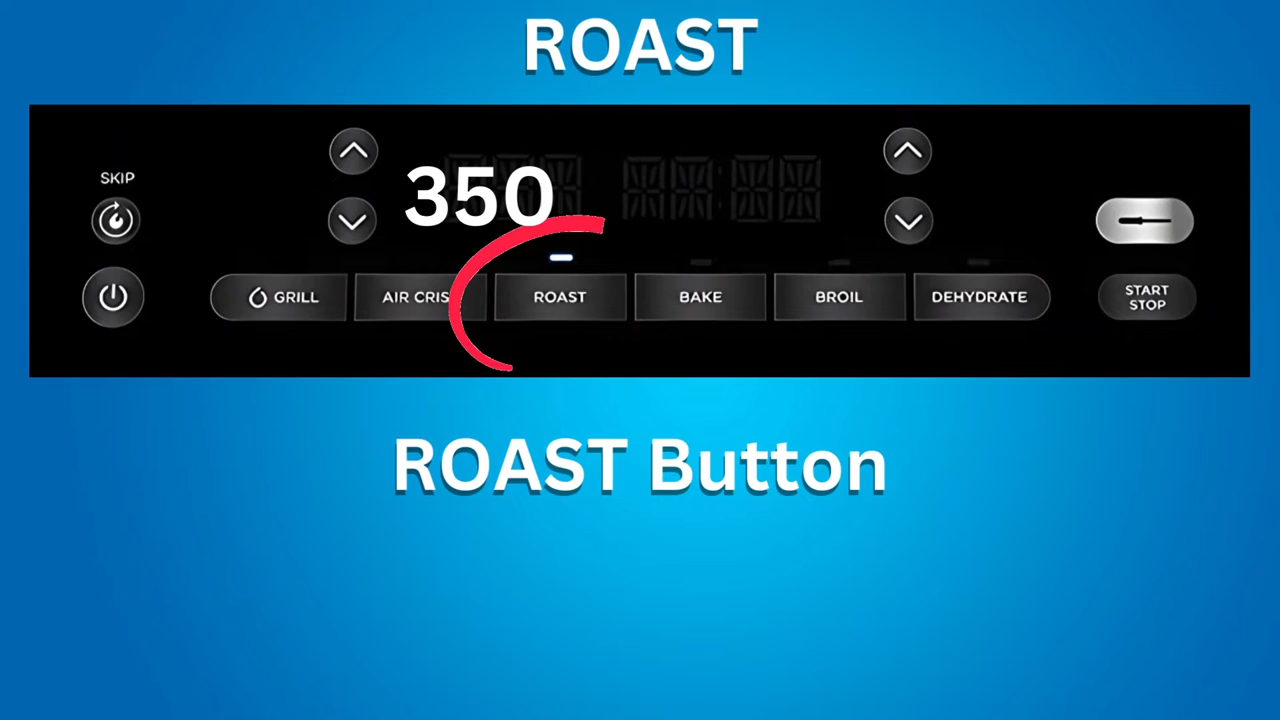 ROAST
SKIP
350
GRILL
AIR CRIS
ROAST
BAKE
BROIL
DEHYDRATE
START
STOP
ROAST Button